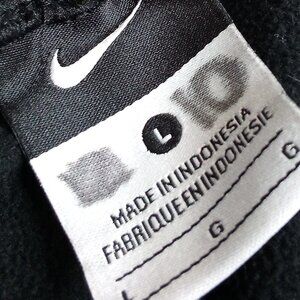 L
MADE IN INDONESIA
FABRIQUE EN INDONESIE
L G G